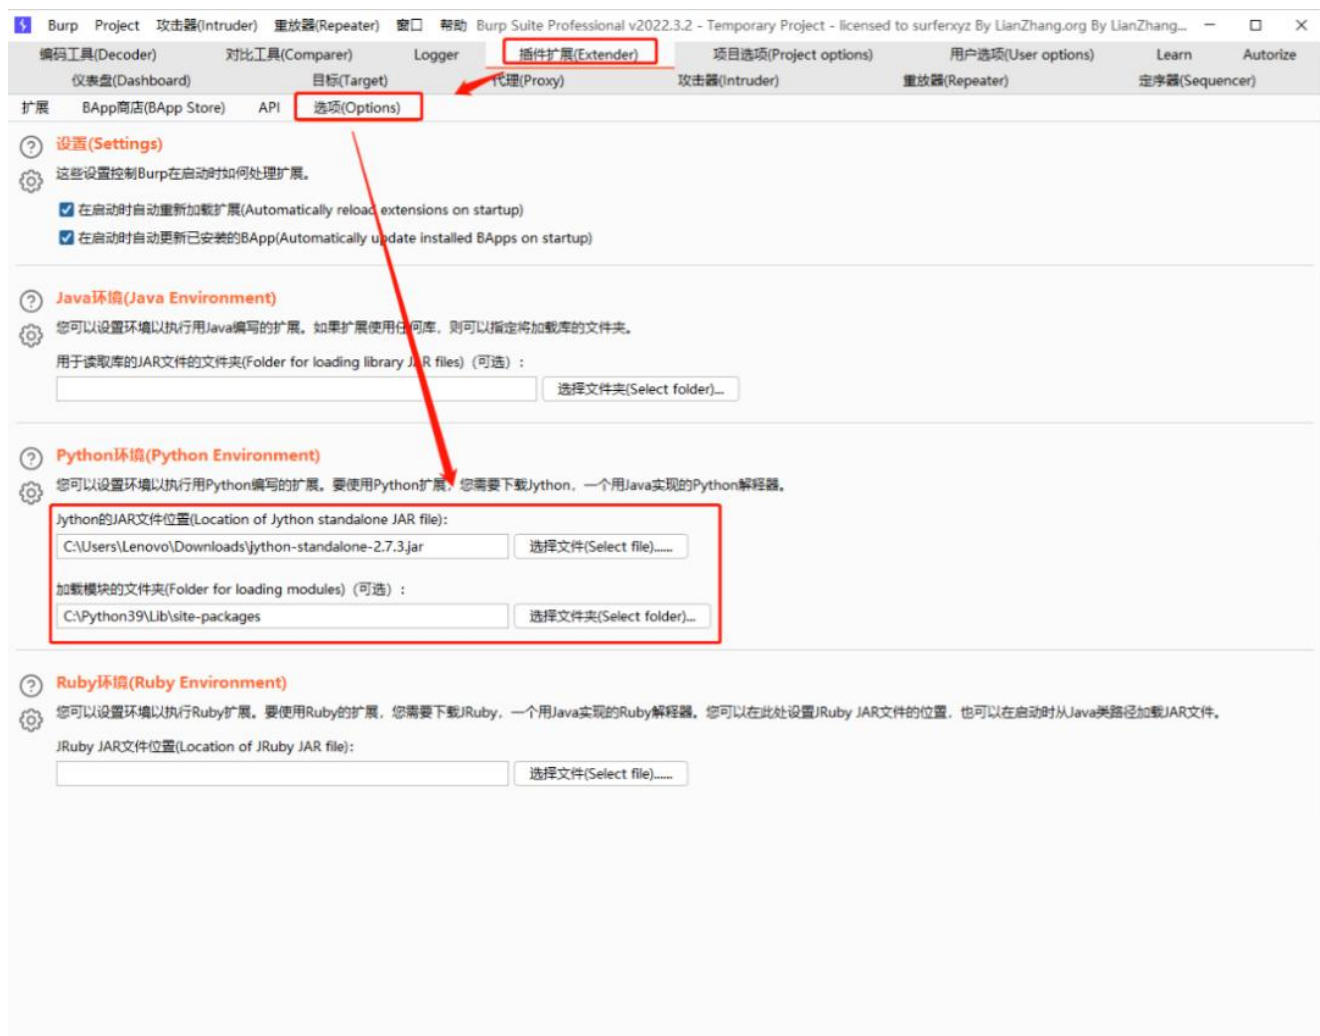 Burp Project 攻击器(Intruder) 重放器(Repeater) 窗口 帮助 Burp Suite Professional v2022.3.2 - Temporary Project - licensed to surferxyz By LianZhang.org By LianZhang...
编码工具(Decoder) 对比工具(Comparer) Logger 插件扩展(Extender) 项目选项(Project options) 用户选项(User options) Learn Autorize
仪表盘(Dashboard) 目标(Target) 代理(Proxy) 攻击器(Intruder) 重放器(Repeater) 定序器(Sequencer)
扩展 BApp商店(BApp Store) API 选项(Options)
设置(Settings)
这些设置控制Burp在启动时如何处理扩展。
在启动时自动重新加载扩展(Automatically reload extensions on startup)
在启动时自动更新已安装的BApp(Automatically update installed BApps on startup)
Java环境(Java Environment)
您可以设置环境以执行用Java编写的扩展。如果扩展使用任何库，则可以指定将加载库的文件夹。
用于读取库的JAR文件的文件夹(Folder for loading library JAR files)（可选）:
选择文件夹(Select folder)...
Python环境(Python Environment)
您可以设置环境以执行用Python编写的扩展。要使用Python扩展，您需要下载Jython，一个用Java实现的Python解释器。
Jython的JAR文件位置(Location of Jython standalone JAR file):
C:\Users\Lenovo\Downloads\jython-standalone-2.7.3.jar 选择文件(Select file)......
加载模块的文件夹(Folder for loading modules)（可选）:
C:\Python39\Lib\site-packages 选择文件夹(Select folder)...
Ruby环境(Ruby Environment)
您可以设置环境以执行Ruby扩展。要使用Ruby的扩展，您需要下载JRuby，一个用Java实现的Ruby解释器。您可以在此处设置JRuby JAR文件的位置，也可以在启动时从Java类路径加载JAR文件。
JRuby JAR文件位置(Location of JRuby JAR file):
选择文件(Select file)......